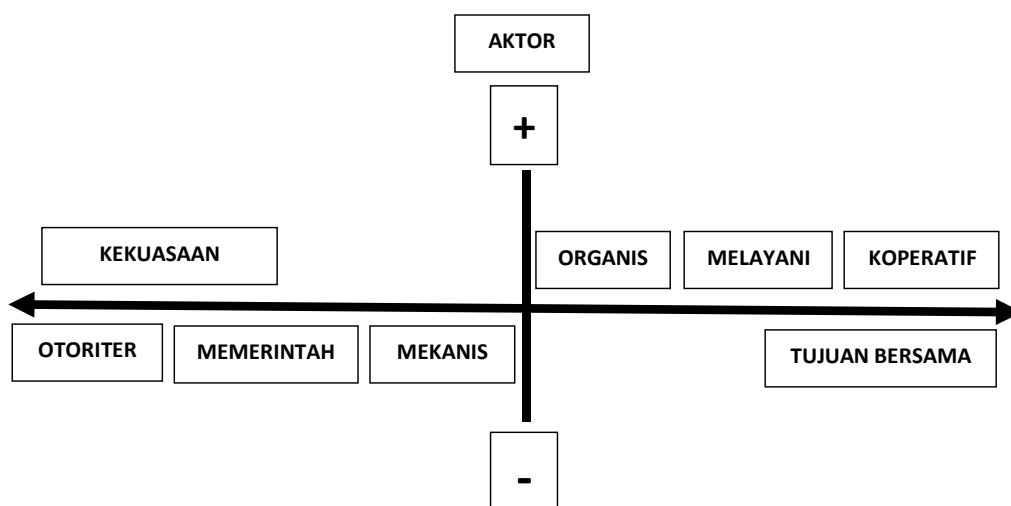 AKTOR
+
KEKUASAAN
ORGANIS
MELAYANI
KOPERATIF
OTORITER
MEMERINTAH
MEKANIS
TUJUAN BERSAMA
-